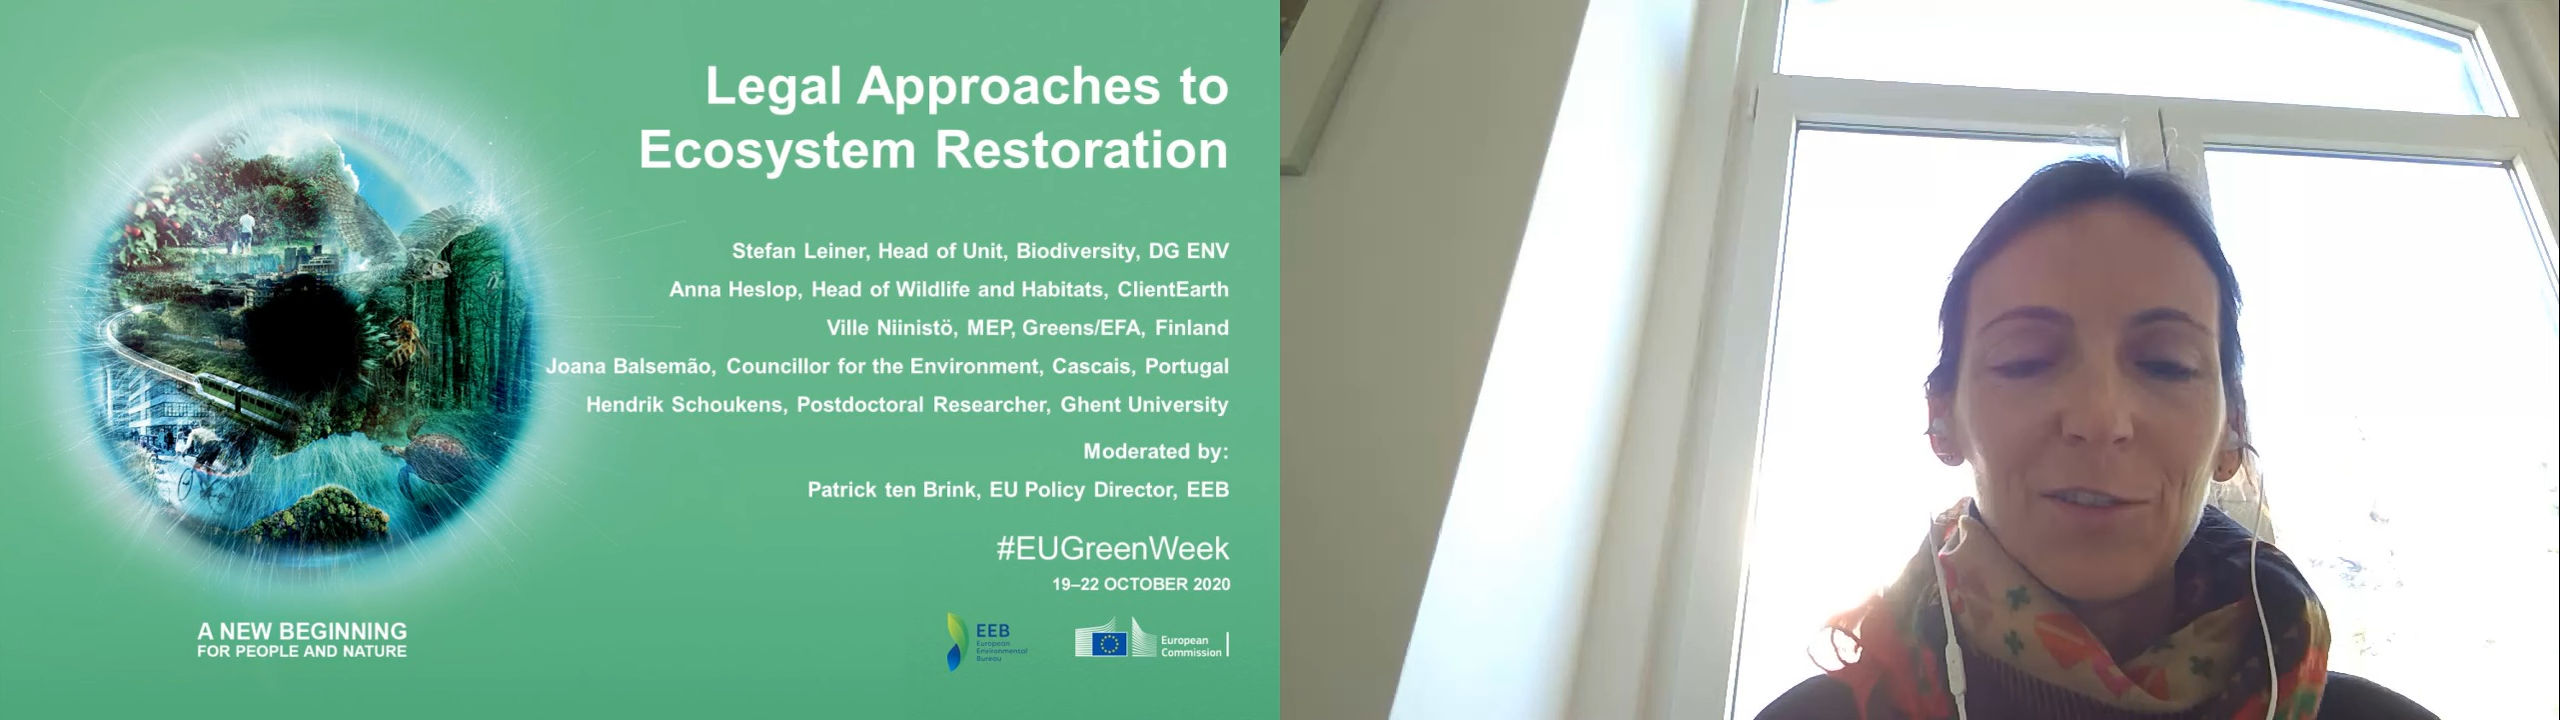 Legal Approaches to
Ecosystem Restoration
Stefan Leiner, Head of Unit, Biodiversity, DG ENV
Anna Heslop, Head of Wildlife and Habitats, ClientEarth
Ville Niinistö, MEP, Greens/EFA, Finland
Joana Balsemão, Councillor for the Environment, Cascais, Portugal
Hendrik Schoukens, Postdoctoral Researcher, Ghent University
Moderated by:
Patrick ten Brink, EU Policy Director, EEB
#EUGreenWeek
19–22 OCTOBER 2020
A NEW BEGINNING
FOR PEOPLE AND NATURE
EEB
European
Environmental
Bureau
European
Commission